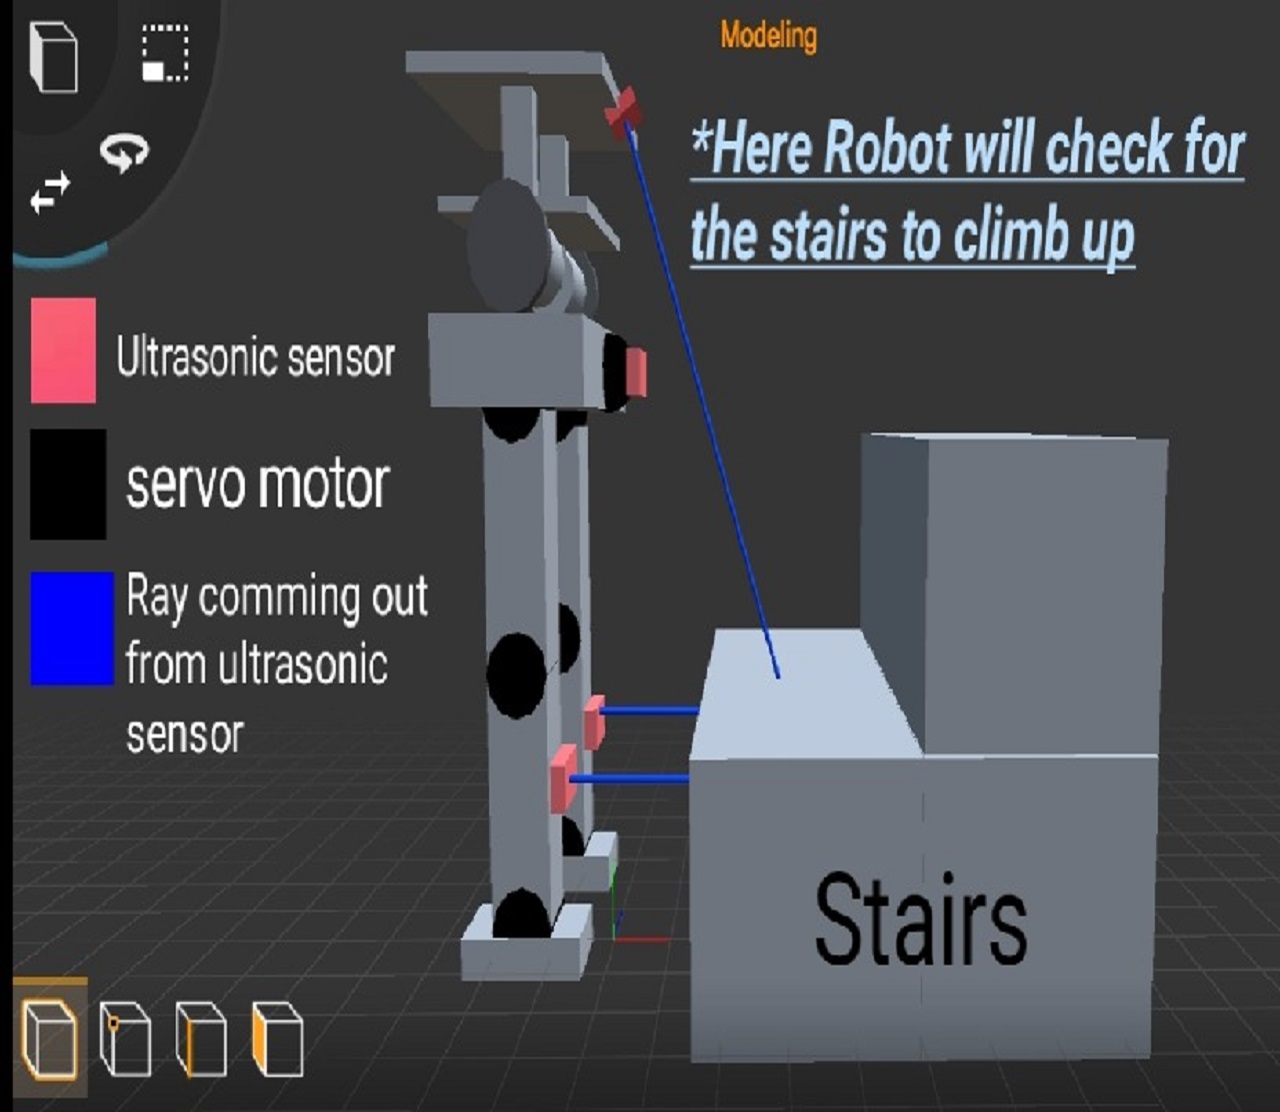 Modeling
*Here Robot will check for
the stairs to climb up
Ultrasonic sensor
servo motor
Ray comming out
from ultrasonic
sensor
Stairs